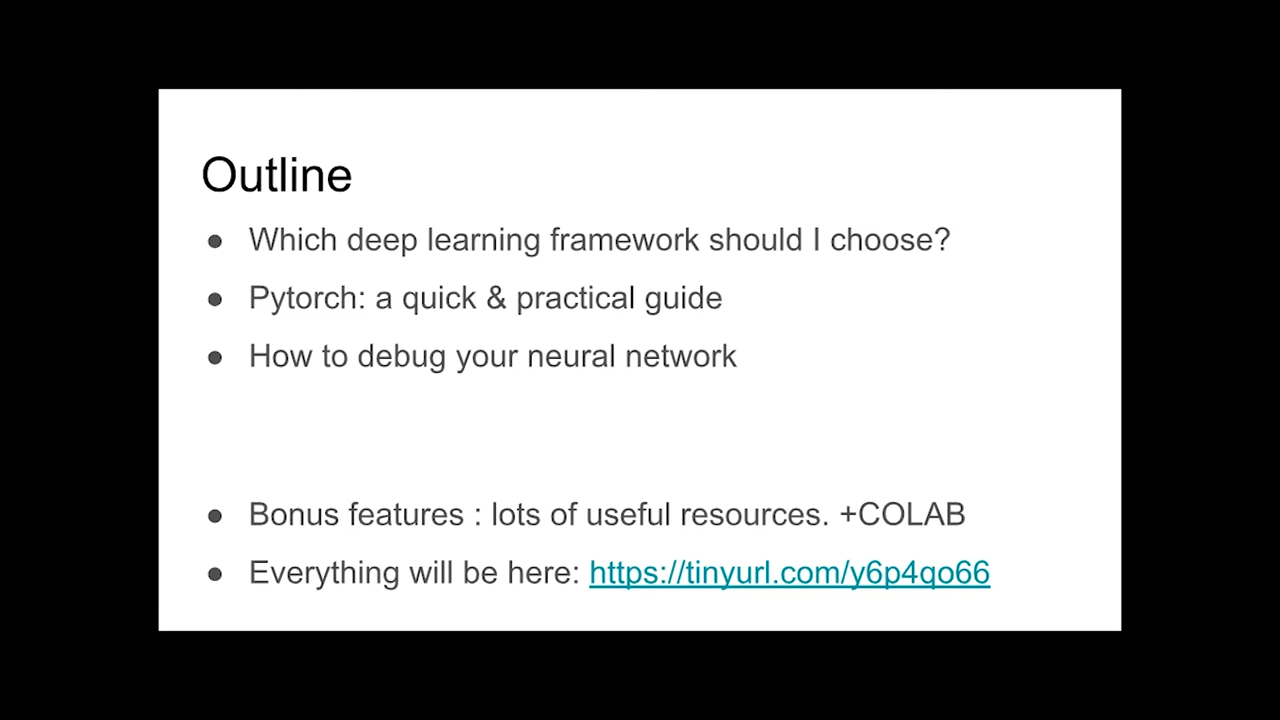 Outline
● Which deep learning framework should I choose?
● Pytorch: a quick & practical guide
● How to debug your neural network
● Bonus features : lots of useful resources. +COLAB
● Everything will be here: https://tinyurl.com/y6p4qo66